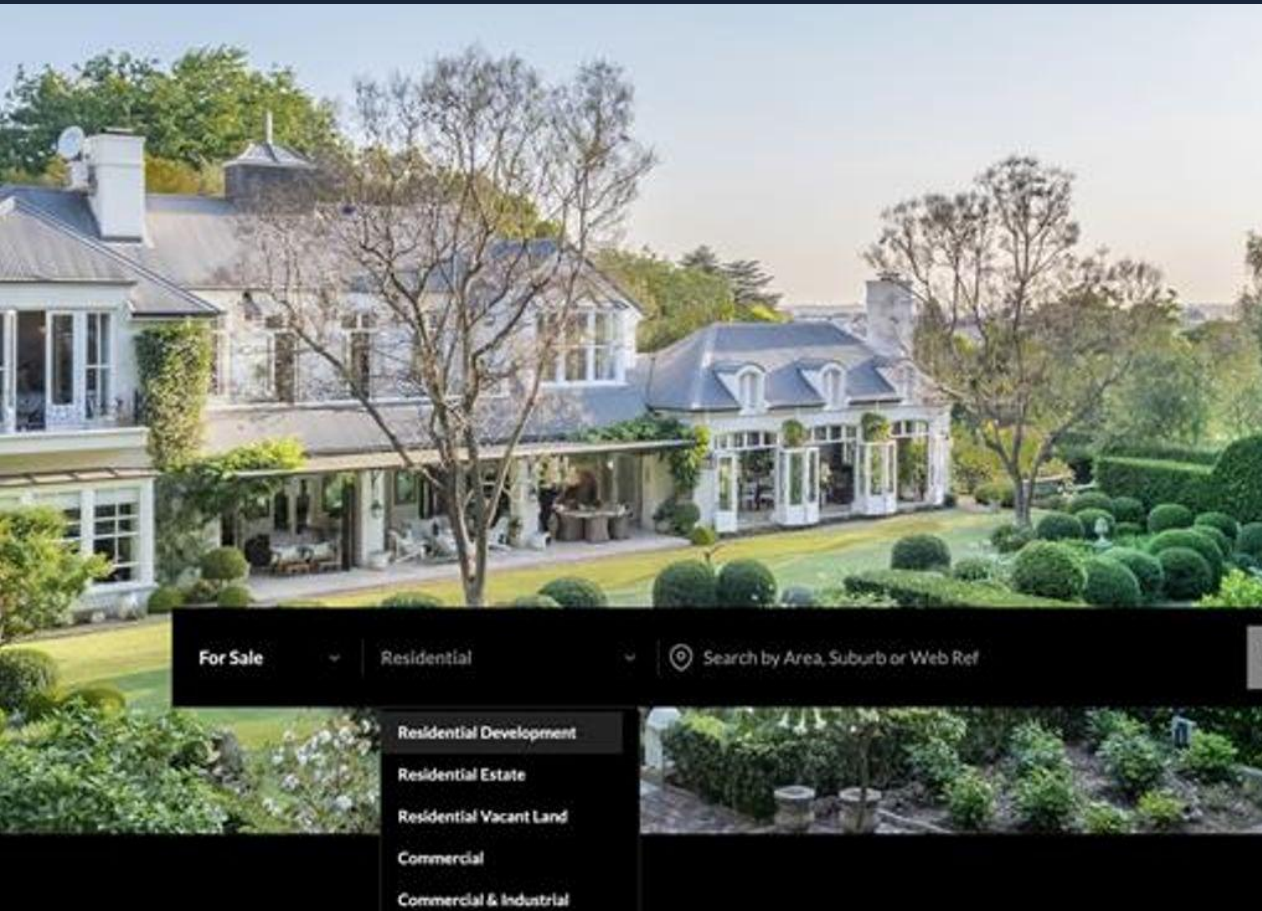 For Sale
Residential
Search by Area, Suburb or Web Ref
Residential Development
Residential Estate
Residential Vacant Land
Commercial
Commercial & Industrial